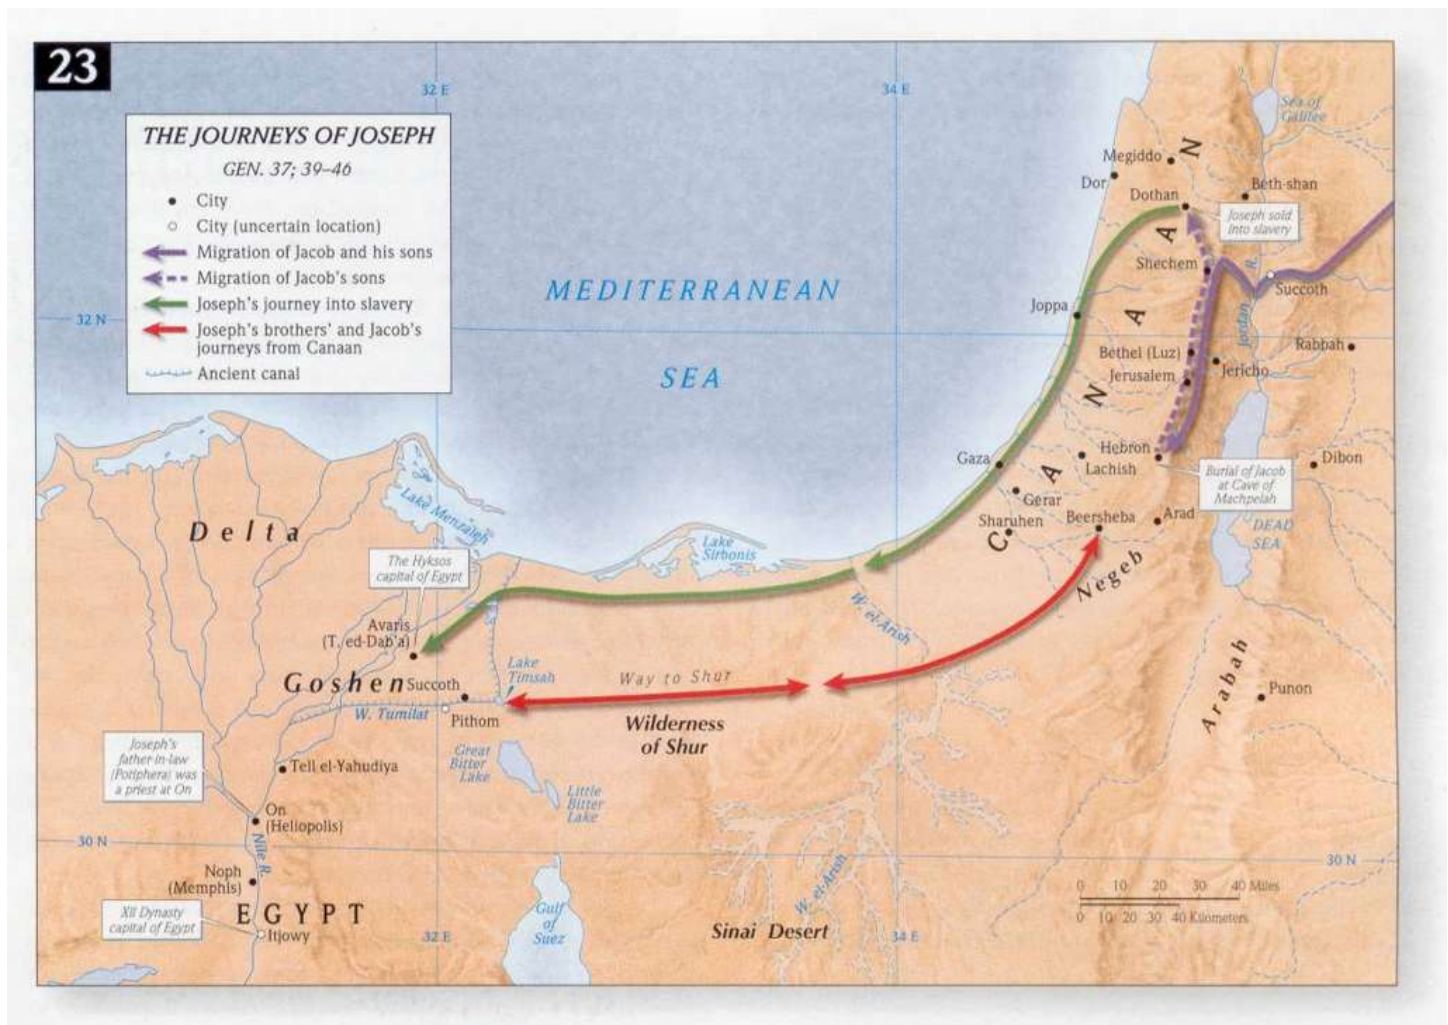 23
32 E
34 E
THE JOURNEYS OF JOSEPH
GEN. 37; 39–46
City
City (uncertain location)
Migration of Jacob and his sons
Migration of Jacob's sons
Joseph's journey into slavery
Joseph's brothers' and Jacob's
journeys from Canaan
Ancient canal
Sea of
Galilee
Megiddo
Dor
Dothan
Beth-shan
Joseph sold
into slavery
Shechem
Succoth
Jordan R.
MEDITERRANEAN
SEA
32 N
Joppa
Bethel (Luz)
Jerusalem
Jericho
Rabbah
CANAAN
Hebron
Lachish
Gaza
Gerar
Dibon
Burial of Jacob
at Cave of
Machpelah
Sharuhen
Beersheba
Arad
DEAD
SEA
Negeb
Delta
Lake Menzaleh
Lake
Sirbonis
The Hyksos
capital of Egypt
W. el-Arish
Avaris
(T. ed-Dab'a)
Goshen
Succoth
Lake
Timsah
Way to Shur
W. Tumilat
Pithom
Wilderness
of Shur
Arabbah
Punon
Joseph's
father-in-law
(Potiphera) was
a priest at On
Great
Bitter
Lake
Tell el-Yahudiya
Little
Bitter
Lake
On
(Heliopolis)
30 N
Nile R.
30 N
Noph
(Memphis)
W. el-Arish
0 10 20 30 40 Miles
0 10 20 30 40 Kilometers
XII Dynasty
capital of Egypt
EGYPT
Itjowy
32 E
Gulf
of
Suez
Sinai Desert
34 E